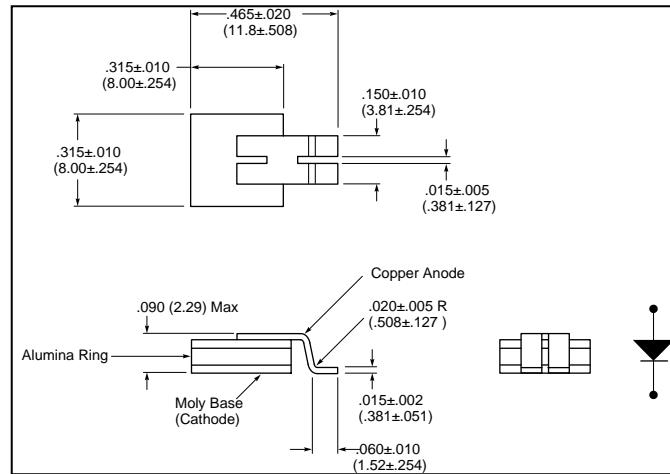 .465±.020
(11.8±.508)
.315±.010
(8.00±.254)
.150±.010
(3.81±.254)
.315±.010
(8.00±.254)
.015±.005
(.381±.127)
Copper Anode
.090 (2.29) Max
.020±.005 R
(.508±.127 )
Alumina Ring
Moly Base
(Cathode)
.015±.002
(.381±.051)
.060±.010
(1.52±.254)